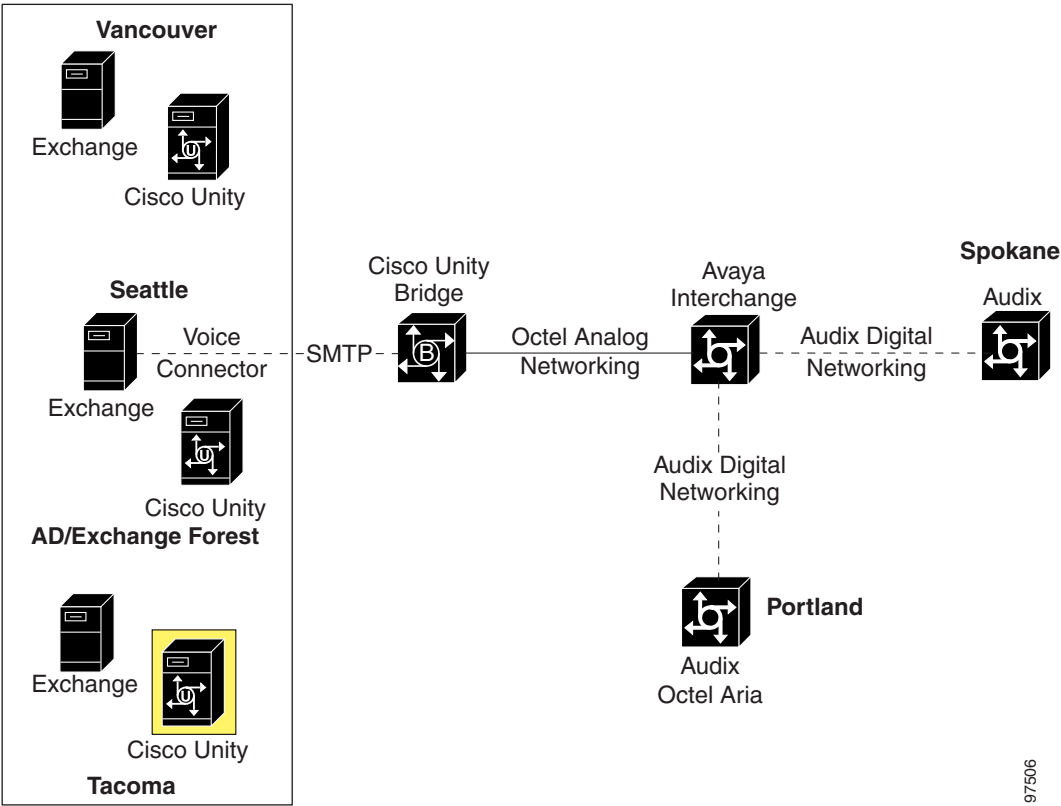 Vancouver
Exchange
U
Cisco Unity
Seattle
Voice
Connector
SMTP
Exchange
U
Cisco Unity
AD/Exchange Forest
Exchange
U
Cisco Unity
Tacoma
Cisco Unity
Bridge
B
Octel Analog
Networking
Avaya
Interchange
Audix Digital
Networking
Spokane
Audix
Audix Digital
Networking
Portland
Audix
Octel Aria
97506